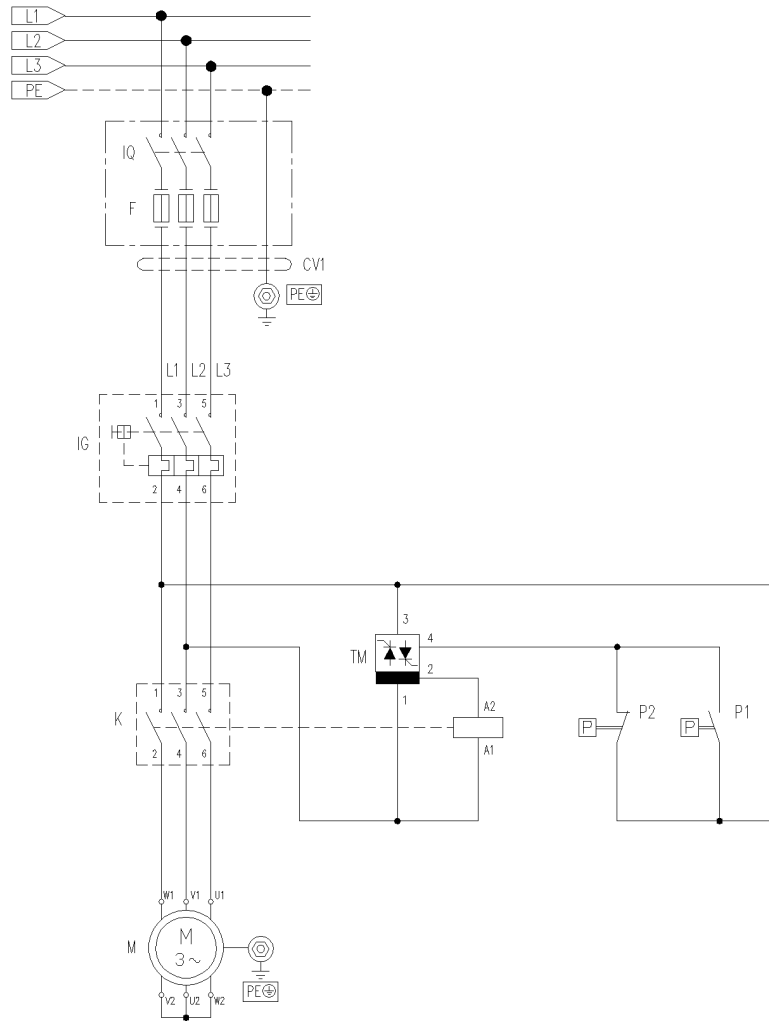 L1
L2
L3
PE
IQ
F
CV1
PE
L1 L2 L3
1 3 5
IG
2 4 6
3
4
TM
2
1
1 3 5
K
2 4 6
A2
A1
P P2
P P1
W1 V1 U1
M
M
3~
V2 U2 W2
PE